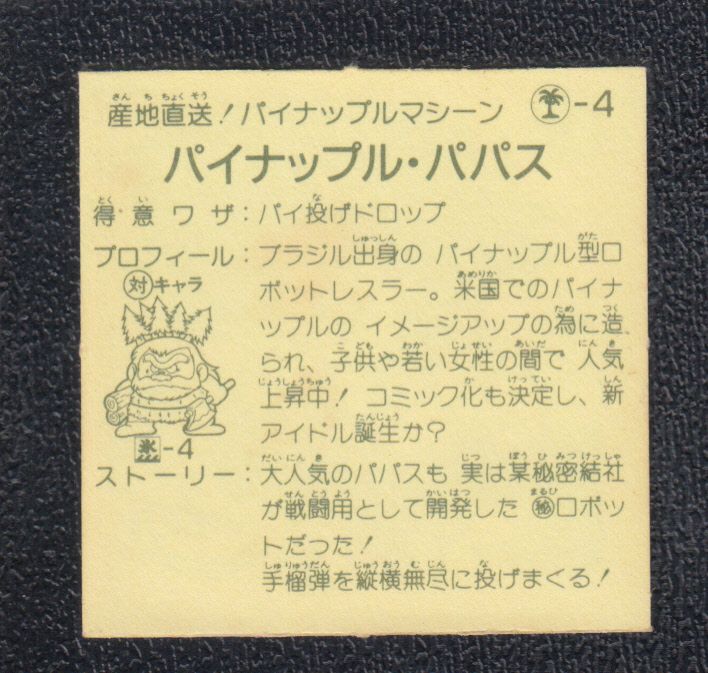 産地直送!パイナップルマシーン -4
パイナップル・パパス
得意ワザ:パイ投げドロップ
プロフィール:ブラジル出身の パイナップル型ロ
ボットレスラー。米国でのパイナ
ップルの イメージアップの為に造
られ、子供や若い女性の間で 人気
上昇中! コミック化も決定し、新
アイドル誕生か?
対キャラ
氷-4
ストーリー:大人気のパパスも 実は某秘密結社
が戦闘用として開発した ㊙ロボッ
トだった!
手榴弾を縦横無尽に投げまくる!